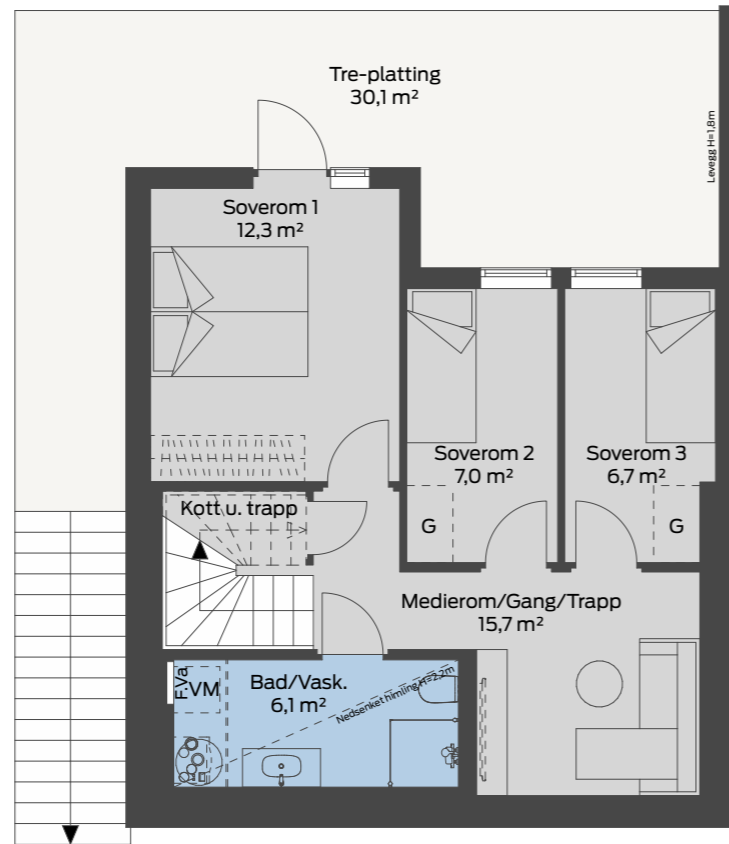 Tre-platting
30,1 m²
Levegg H=1,8m
Soverom 1
12,3 m²
Soverom 2
7,0 m²
Soverom 3
6,7 m²
Kott u. trapp
G
G
Medierom/Gang/Trapp
15,7 m²
F.Va
VM
Bad/Vask.
6,1 m²
Nedsenket himling H=2,2m